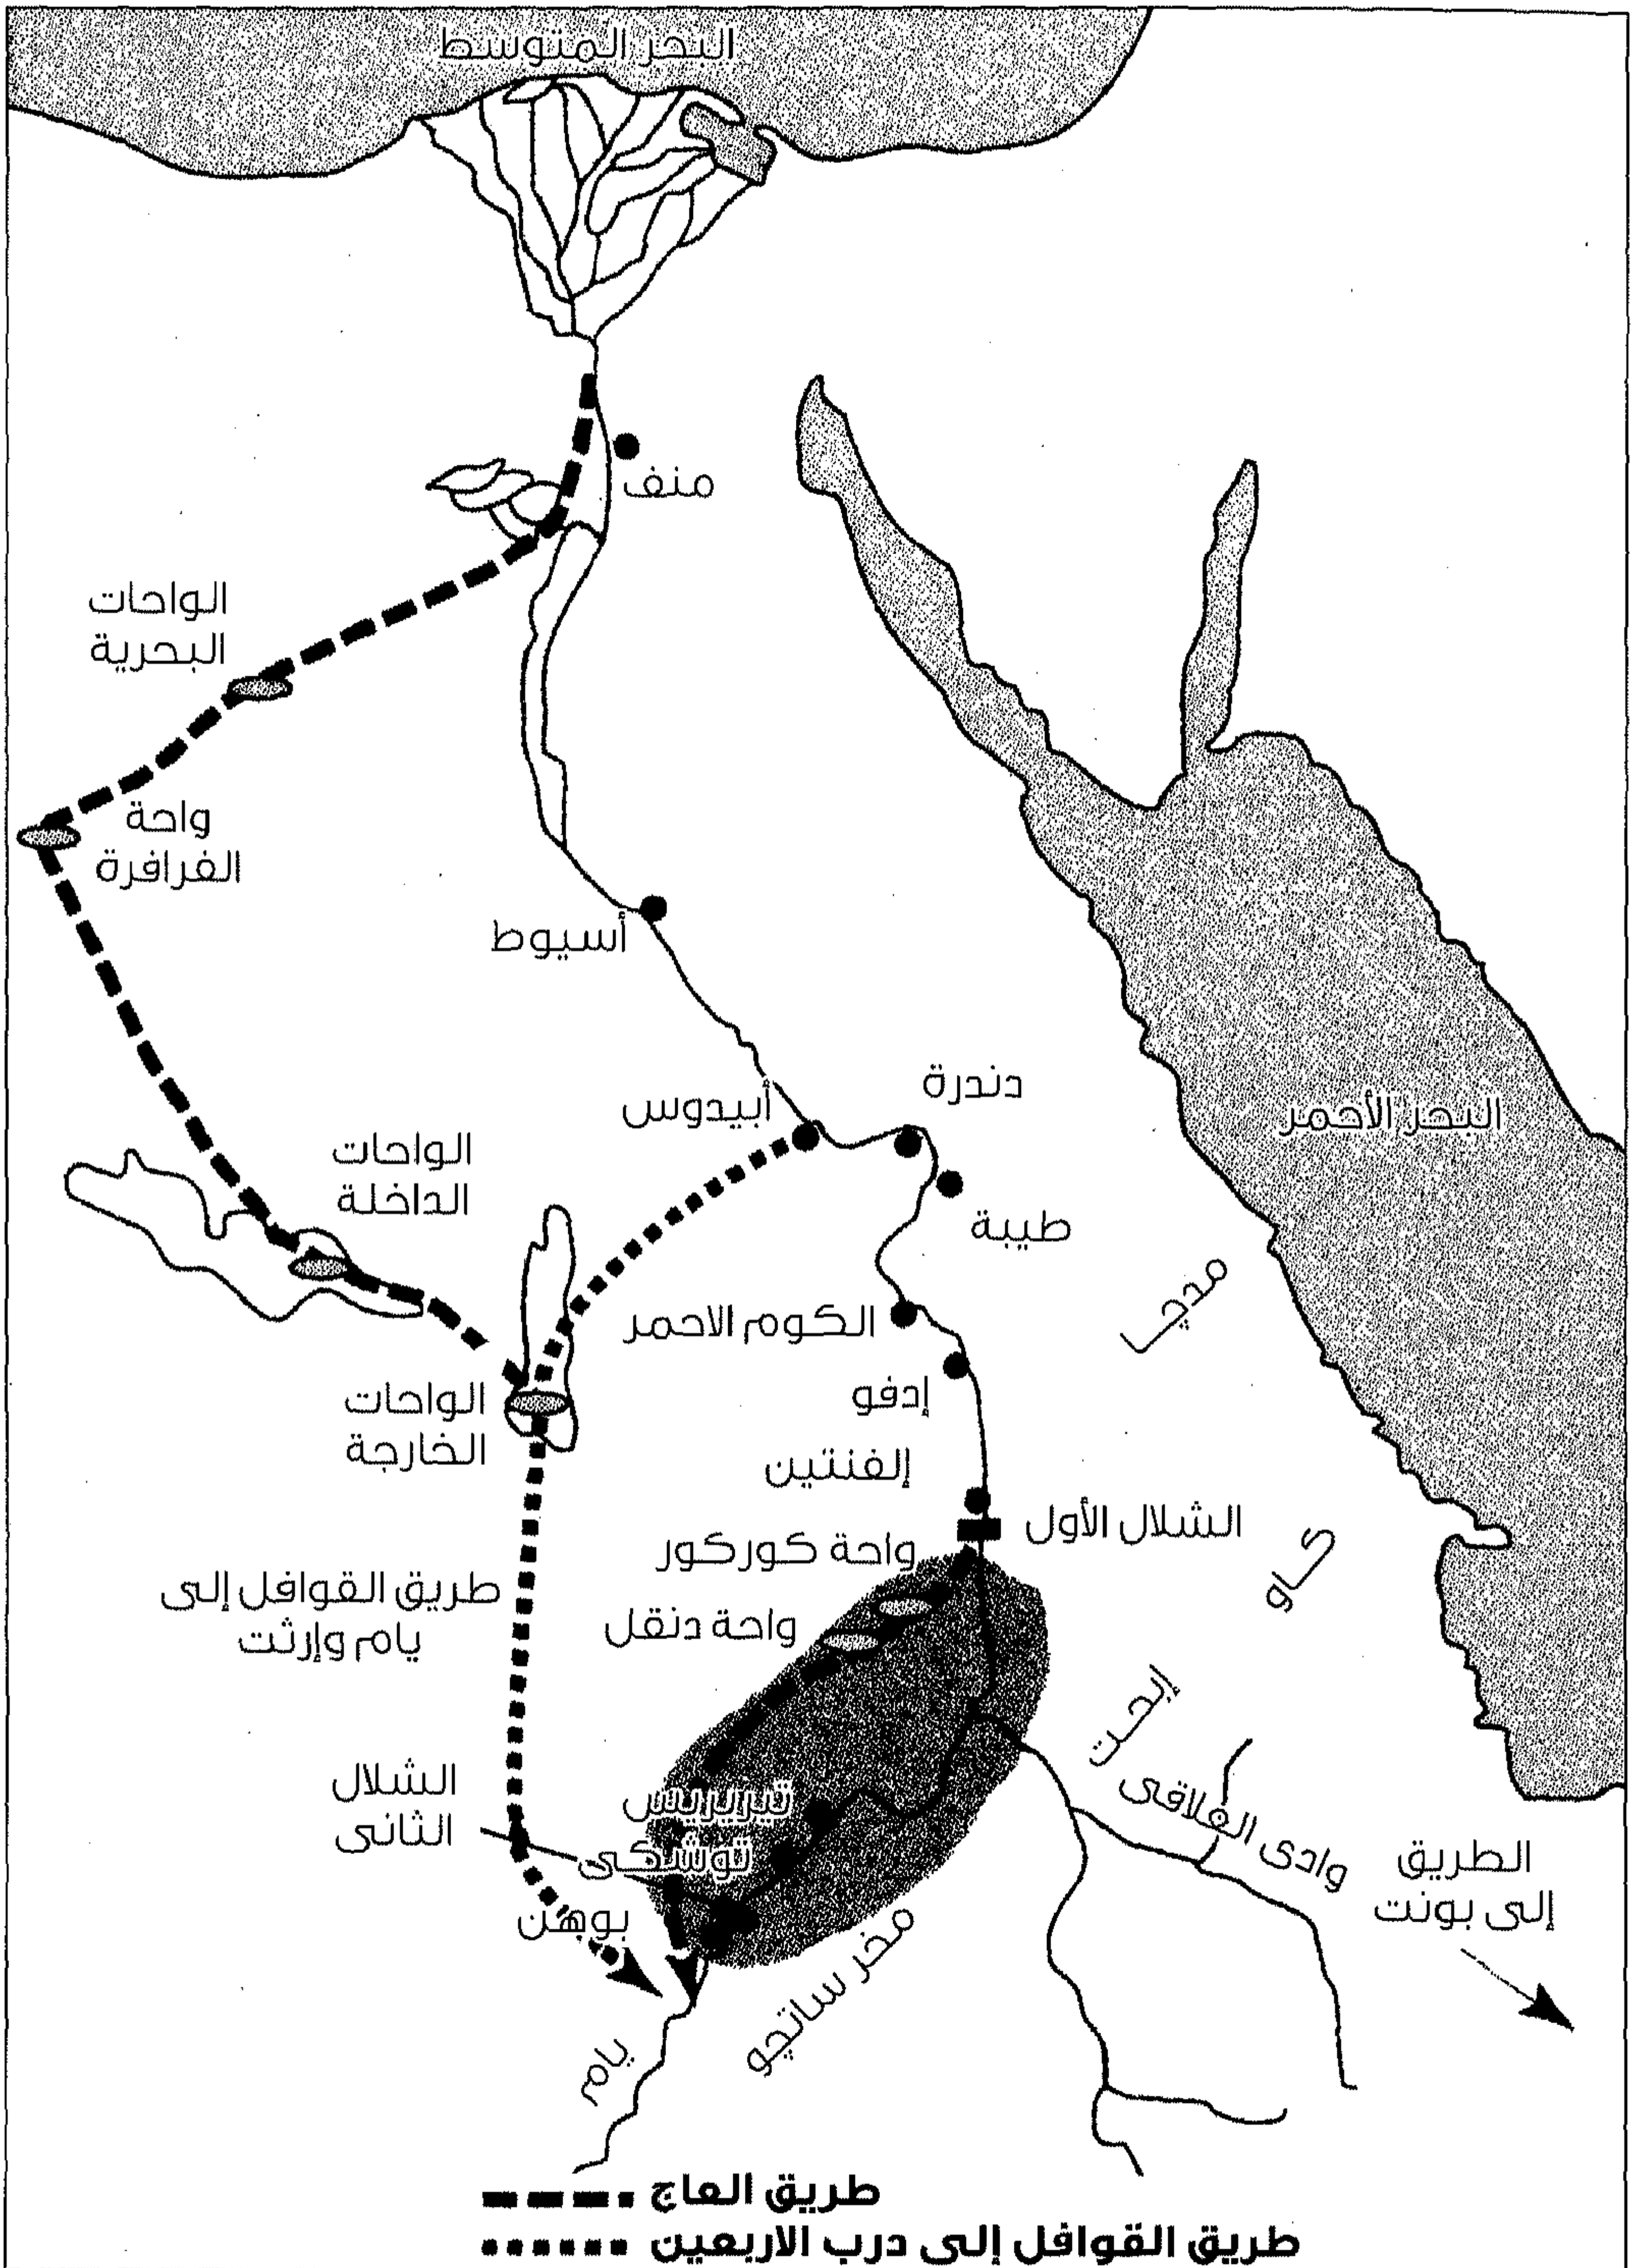 البحر المتوسط
منف
الواحات
البحرية
واحة
الفرافرة
أسيوط
دندرة
أبيدوس
البحر الأحمر
الواحات
الداخلة
طيبة
مدچا
الكوم الاحمر
إدفو
الواحات
الخارجة
إلفنتين
الشلال الأول
واحة كوركور
كاو
طريق القوافل إلى
يام وإرثت
واحة دنقل
إبحت
الشلال
الثانى
تيريريس
توشكى
وادى العلاقى
الطريق
إلى بونت
بوهن
مخر ساتچو
يام
طريق العاج
طريق القوافل إلى درب الاربعين